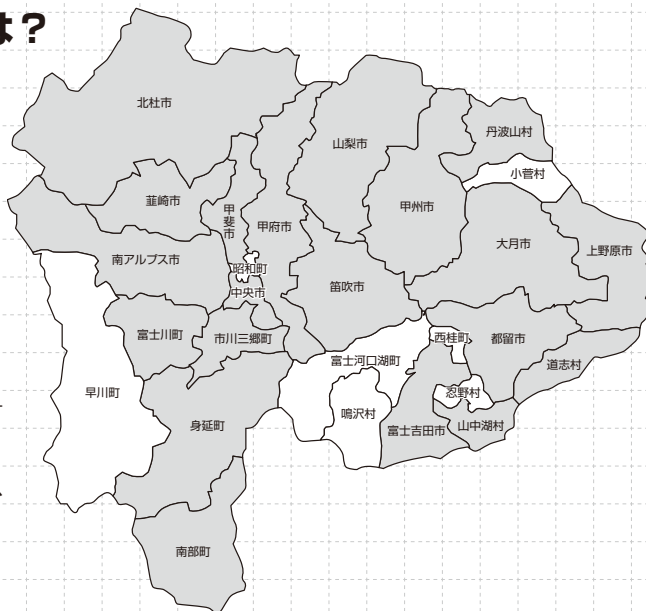 は？
北杜市
丹波山村
山梨市
小菅村
韮崎市
甲州市
甲斐市
甲府市
大月市
上野原市
南アルプス市
昭和町
笛吹市
中央市
富士川町
市川三郷町
西桂町
都留市
富士河口湖町
道志村
早川町
忍野村
鳴沢村
身延町
富士吉田市
山中湖村
南部町